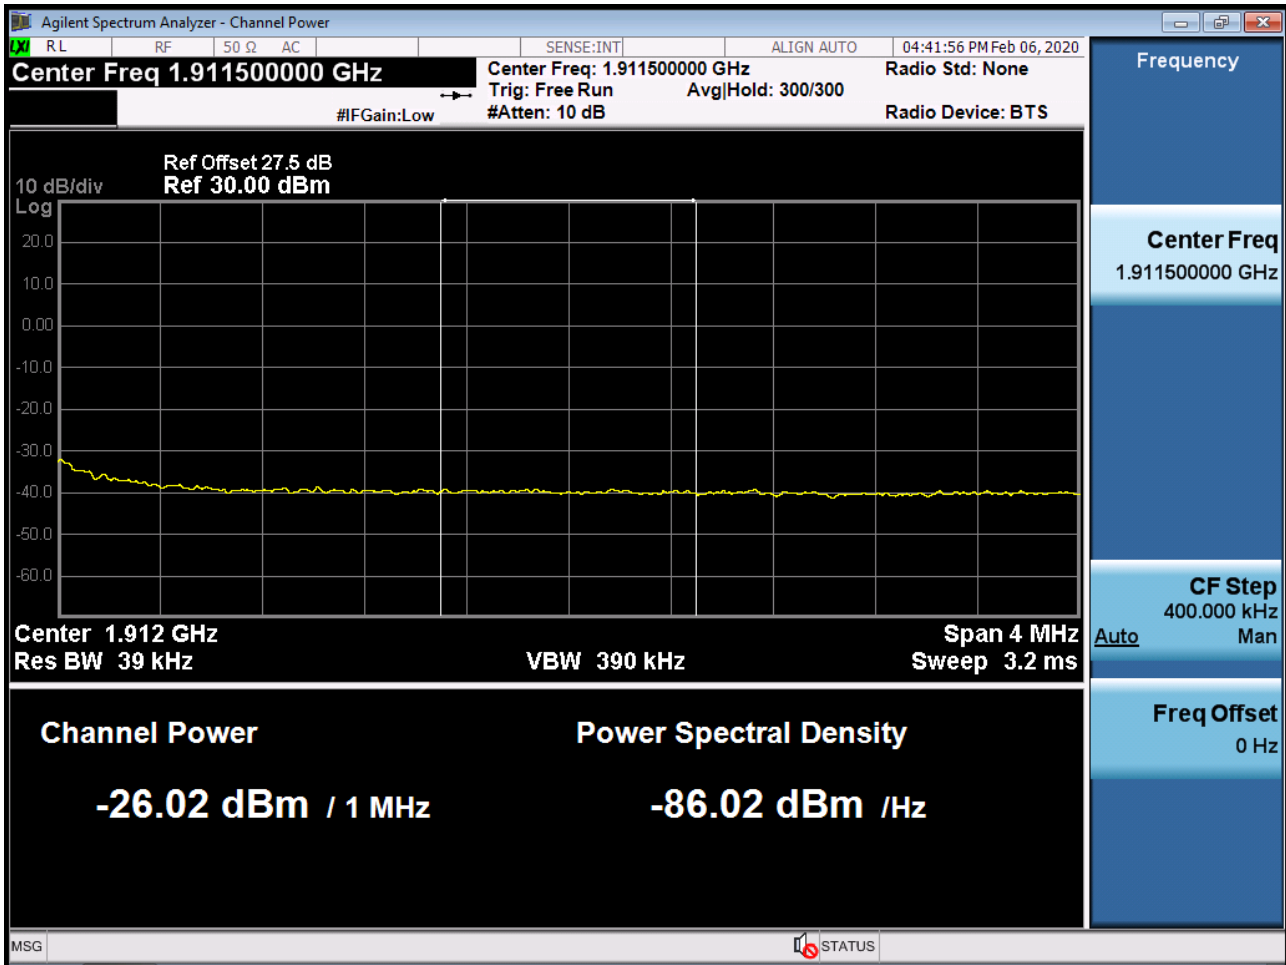 Agilent Spectrum Analyzer - Channel Power
LXI RL RF 50 Ω AC SENSE:INT ALIGN AUTO 04:41:56 PM Feb 06, 2020
Center Freq 1.911500000 GHz
Center Freq: 1.911500000 GHz Radio Std: None
Trig: Free Run Avg|Hold: 300/300
#IFGain:Low #Atten: 10 dB Radio Device: BTS
Ref Offset 27.5 dB
10 dB/div Ref 30.00 dBm
Log
20.0
10.0
0.00
-10.0
-20.0
-30.0
-40.0
-50.0
-60.0
Center 1.912 GHz Span 4 MHz
Res BW 39 kHz VBW 390 kHz Sweep 3.2 ms
Channel Power Power Spectral Density
-26.02 dBm / 1 MHz -86.02 dBm /Hz
MSG STATUS
Frequency
Center Freq
1.911500000 GHz
CF Step
400.000 kHz
Auto Man
Freq Offset
0 Hz